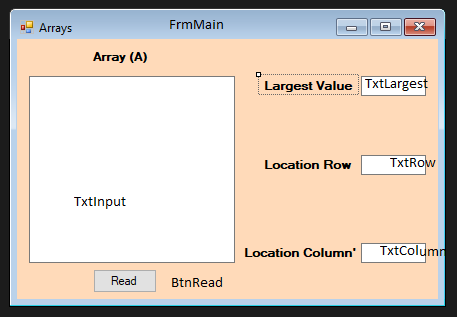 Arrays FrmMain
Array (A)
Largest Value TxtLargest
Location Row TxtRow
TxtInput
Location Column' TxtColumn
Read BtnRead